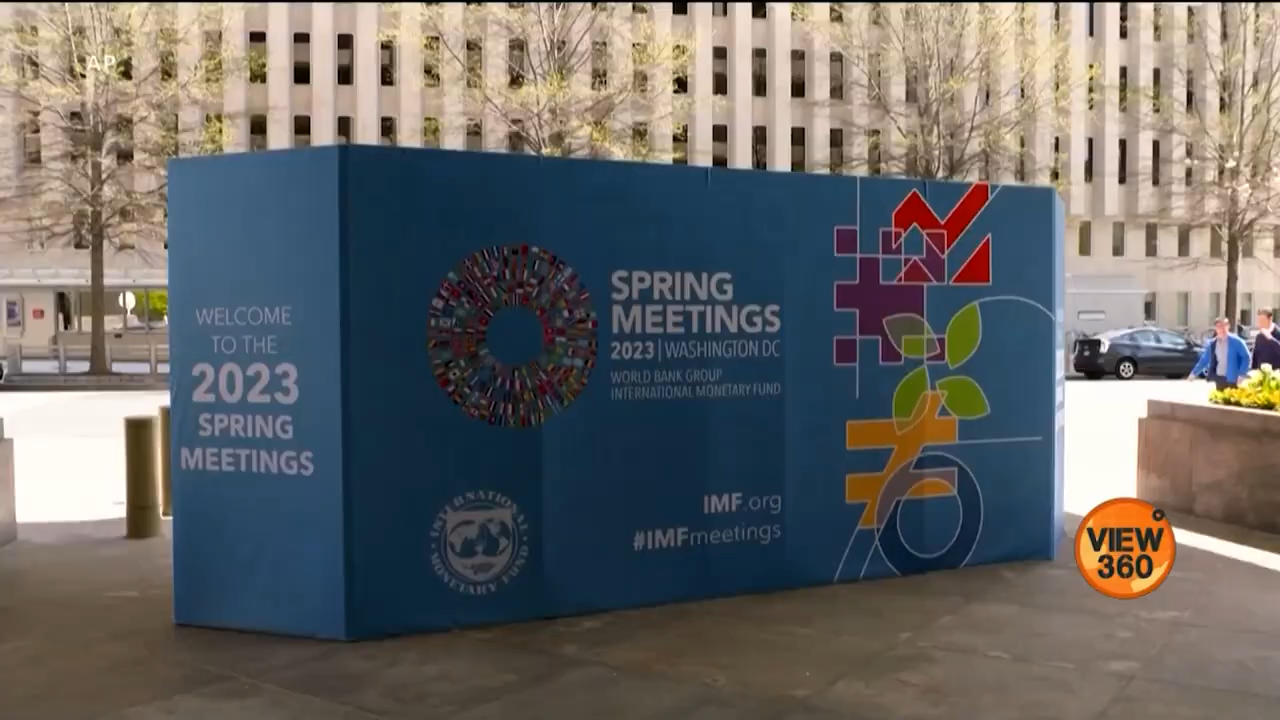 AP
WELCOME
TO THE
2023
SPRING
MEETINGS
SPRING
MEETINGS
2023 | WASHINGTON DC
WORLD BANK GROUP
INTERNATIONAL MONETARY FUND
IMF.org
#IMFmeetings
INTERNATIONAL
MONETARY FUND
VIEW°
360